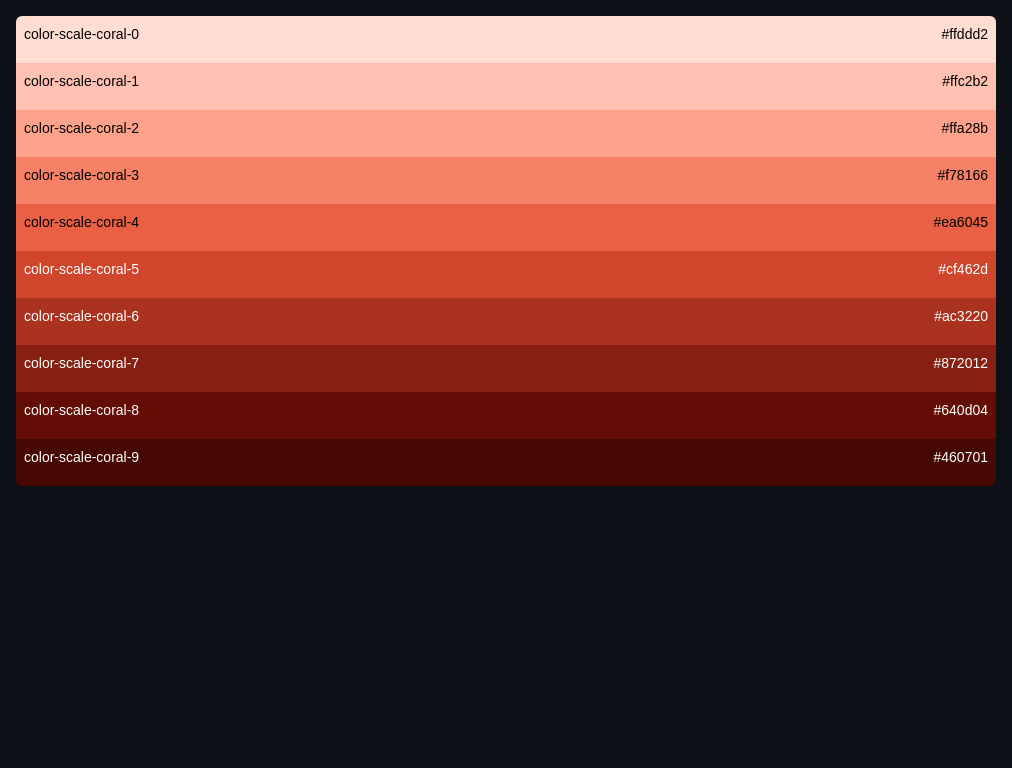 color-scale-coral-0 #ffddd2
color-scale-coral-1 #ffc2b2
color-scale-coral-2 #ffa28b
color-scale-coral-3 #f78166
color-scale-coral-4 #ea6045
color-scale-coral-5 #cf462d
color-scale-coral-6 #ac3220
color-scale-coral-7 #872012
color-scale-coral-8 #640d04
color-scale-coral-9 #460701